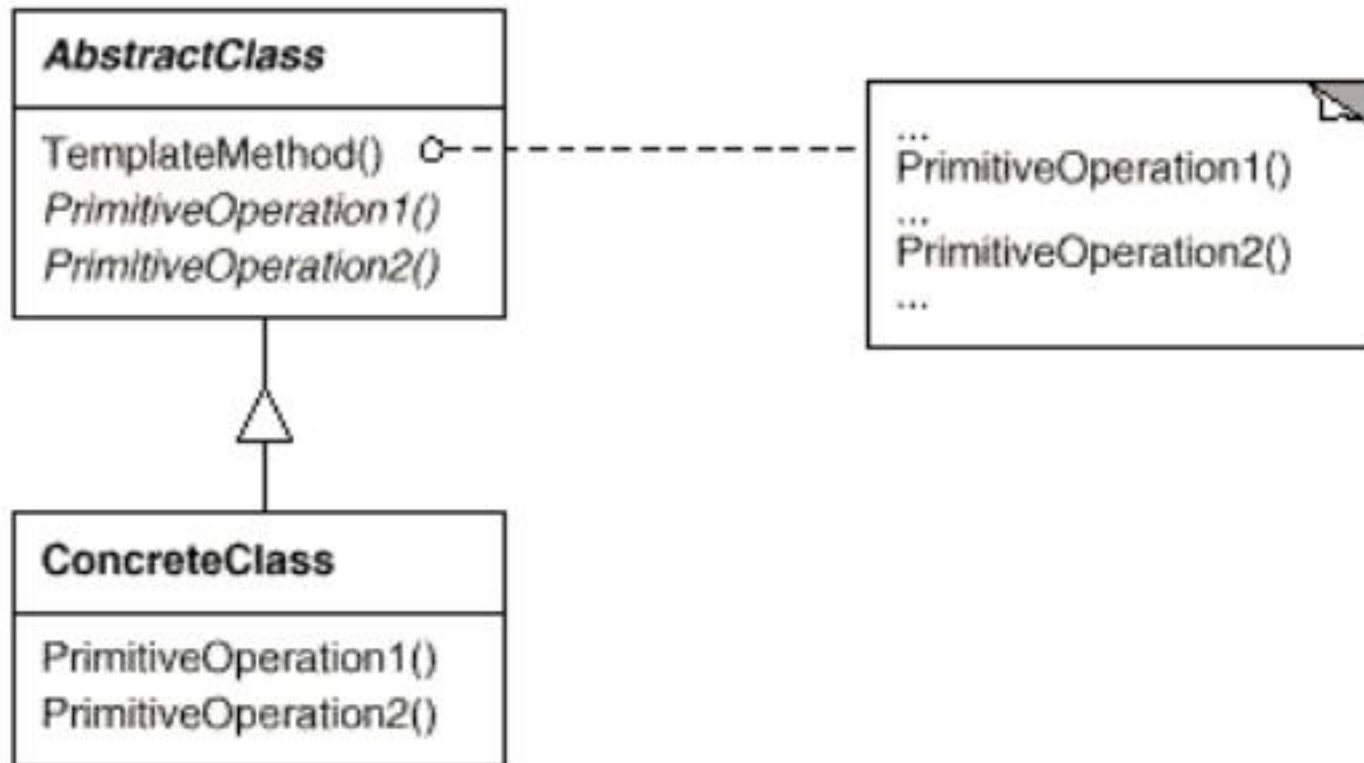 AbstractClass
TemplateMethod()
PrimitiveOperation1()
PrimitiveOperation2()
...
PrimitiveOperation1()
...
PrimitiveOperation2()
...
ConcreteClass
PrimitiveOperation1()
PrimitiveOperation2()